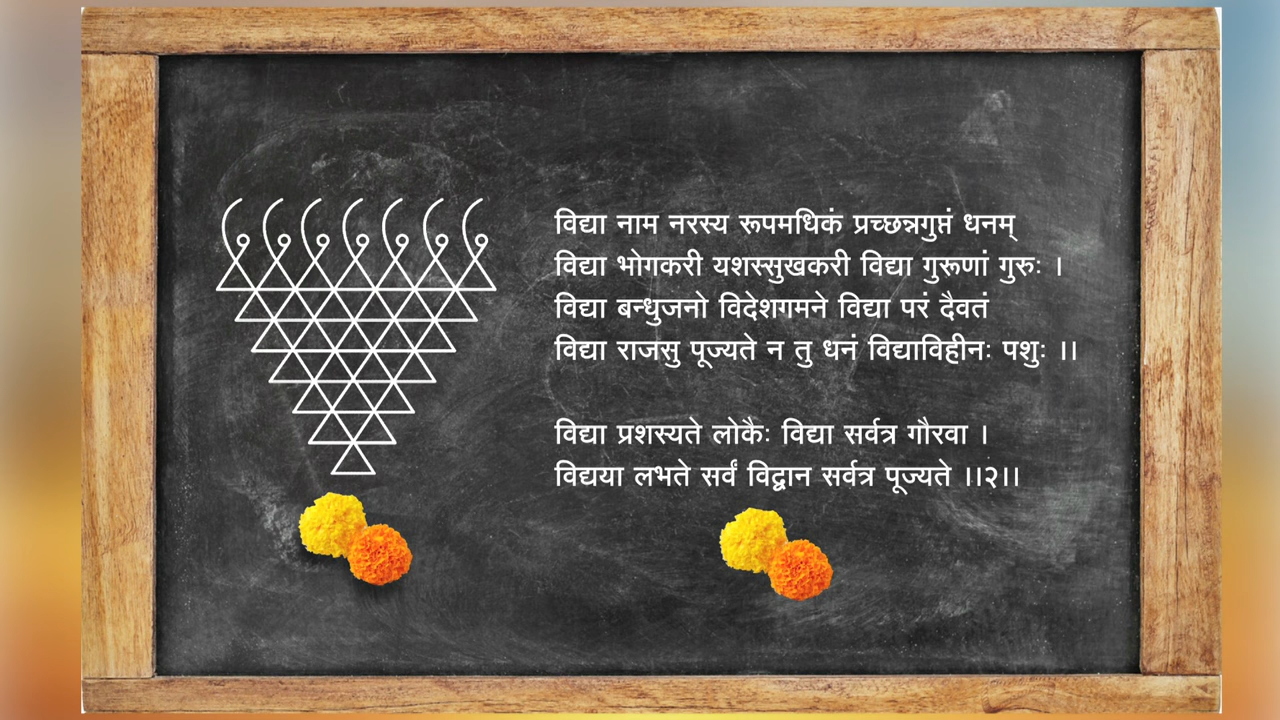 विद्या नाम नरस्य रूपमधिकं प्रच्छन्नगुप्तं धनम्
विद्या भोगकरी यशस्सुखकरी विद्या गुरूणां गुरुः ।
विद्या बन्धुजनो विदेशगमने विद्या परं दैवतं
विद्या राजसु पूज्यते न तु धनं विद्याविहीनः पशुः ।।
विद्या प्रशस्यते लोकैः विद्या सर्वत्र गौरवा ।
विद्यया लभते सर्वं विद्वान सर्वत्र पूज्यते ।।२।।